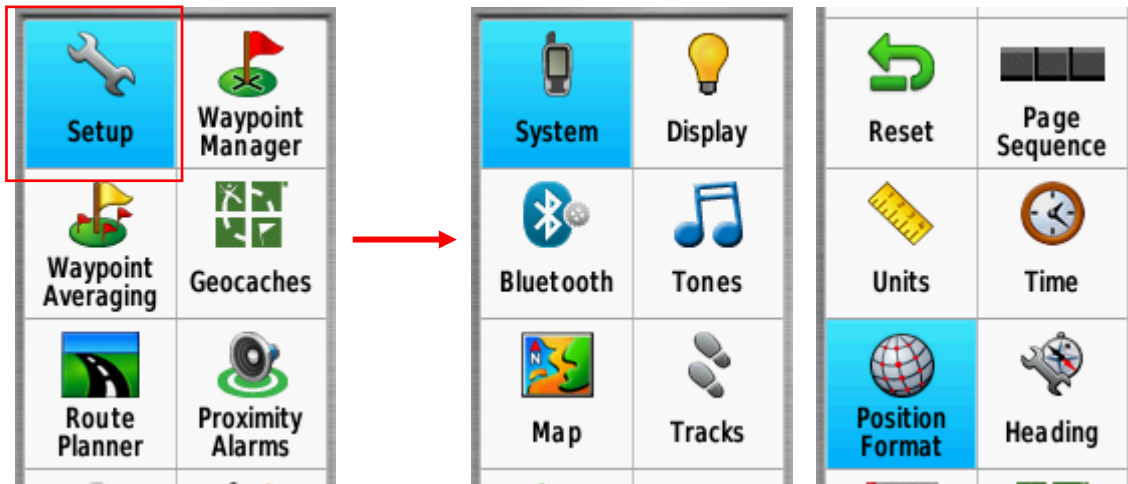 Setup
Waypoint
Manager
Waypoint
Averaging
Geocaches
Route
Planner
Proximity
Alarms
System
Display
Bluetooth
Tones
N
Map
Tracks
Reset
Page
Sequence
Units
Time
Position
Format
Heading